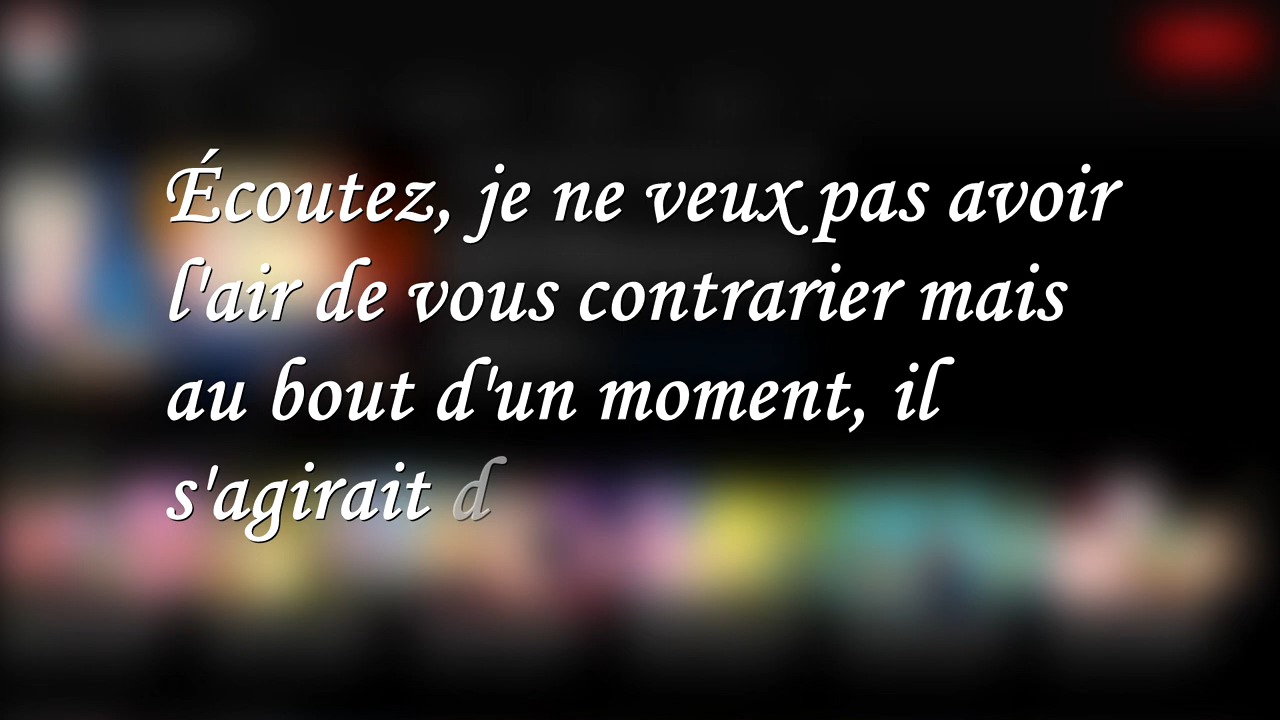 Écoutez, je ne veux pas avoir
l'air de vous contrarier mais
au bout d'un moment, il
s'agirait d